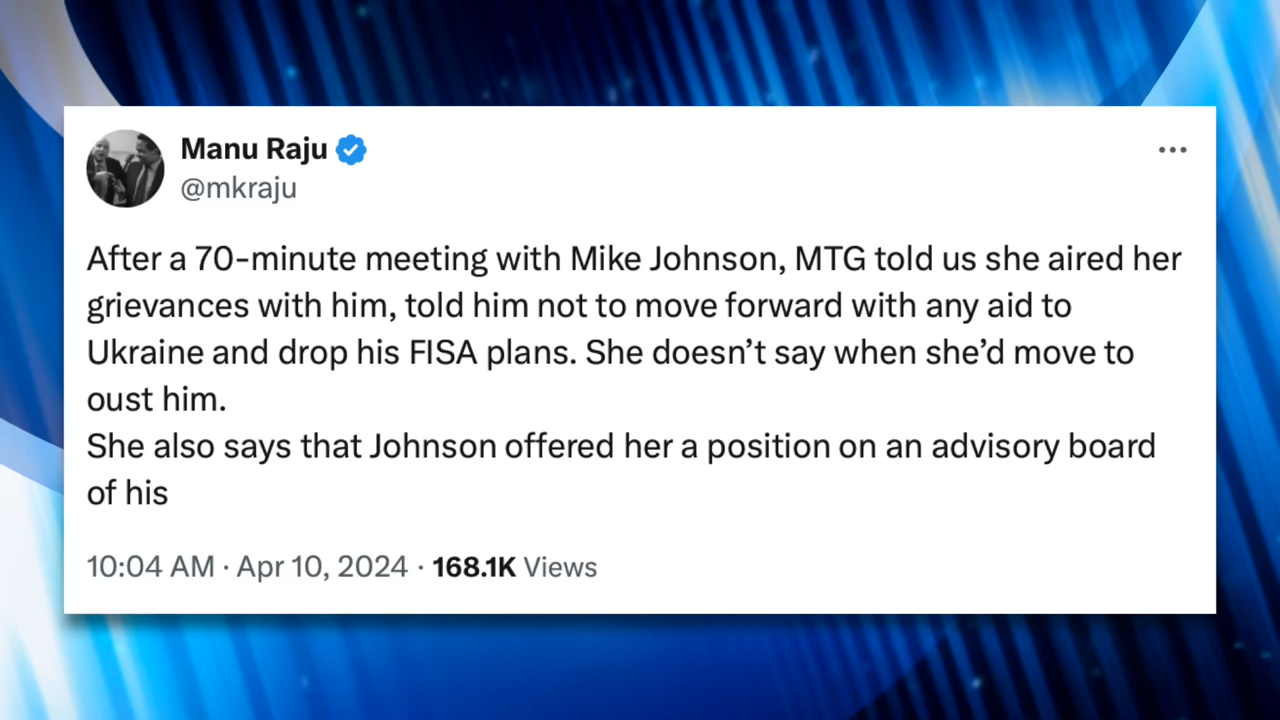 Manu Raju
@mkraju
After a 70-minute meeting with Mike Johnson, MTG told us she aired her
grievances with him, told him not to move forward with any aid to
Ukraine and drop his FISA plans. She doesn’t say when she’d move to
oust him.
She also says that Johnson offered her a position on an advisory board
of his
10:04 AM · Apr 10, 2024 · 168.1K Views